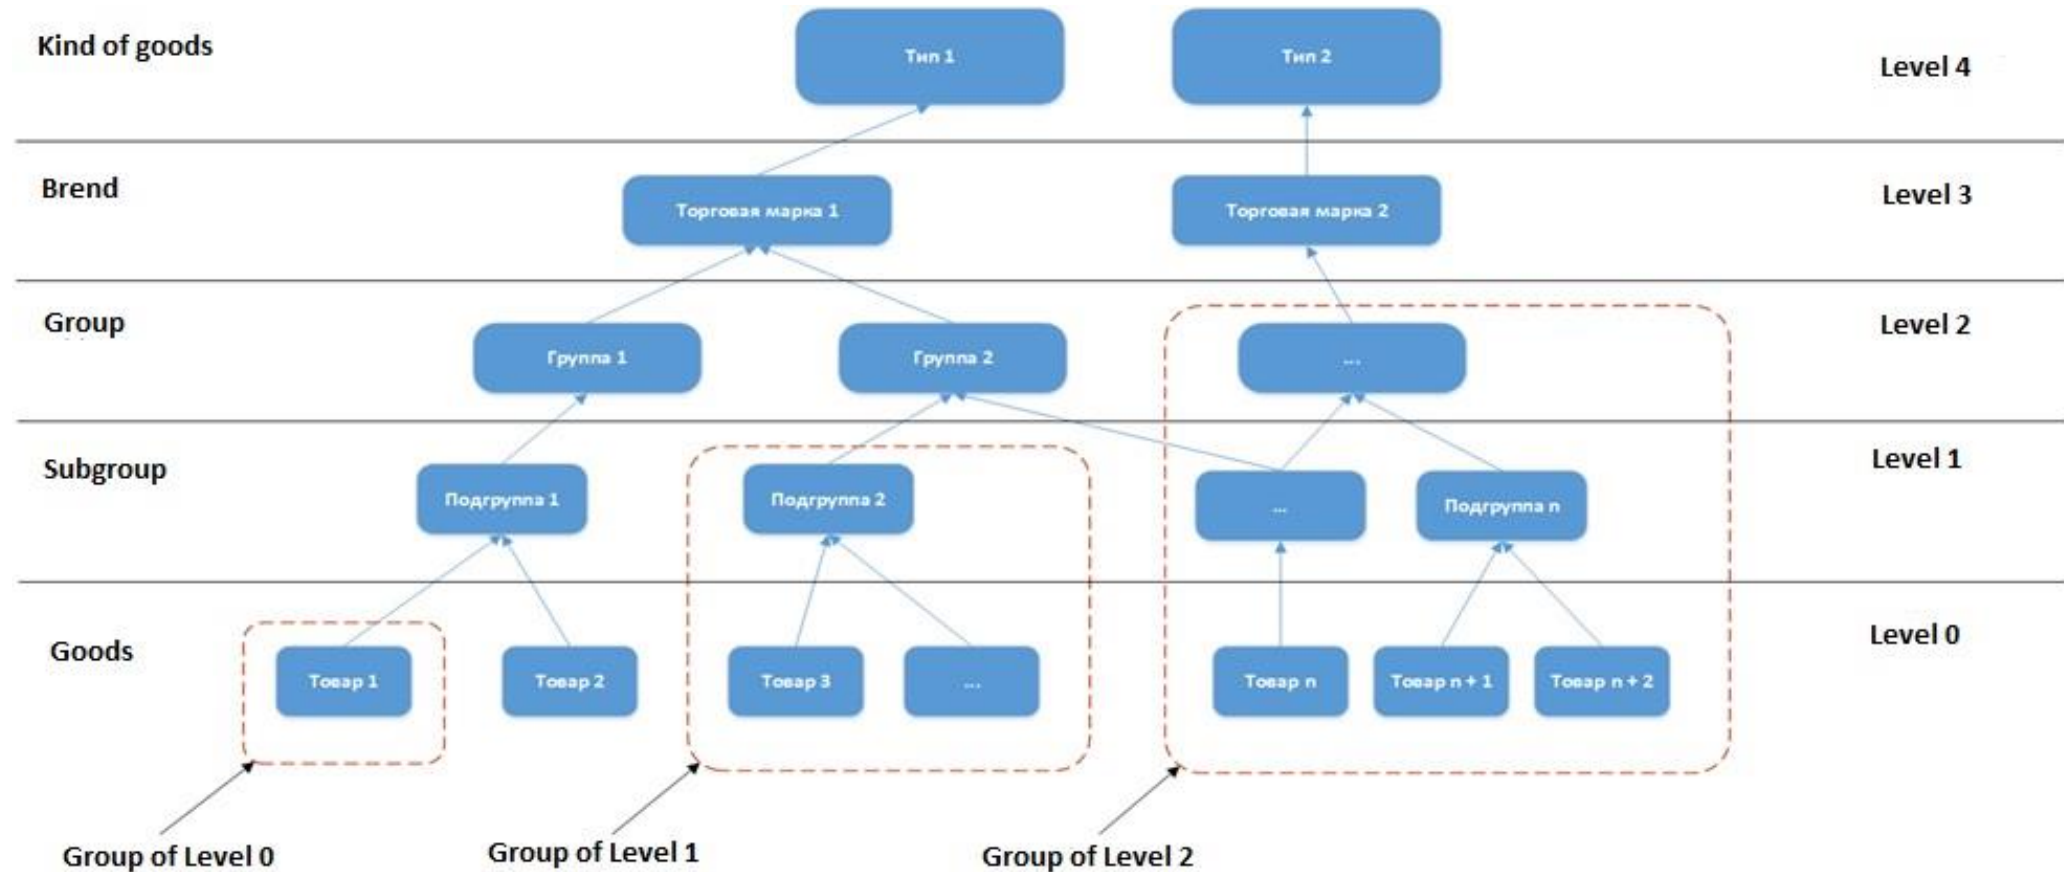 Kind of goods
Тип 1
Тип 2
Level 4
Brend
Торговая марка 1
Торговая марка 2
Level 3
Group
Группа 1
Группа 2
...
Level 2
Subgroup
Подгруппа 1
Подгруппа 2
...
Подгруппа n
Level 1
Goods
Товар 1
Товар 2
Товар 3
...
Товар n
Товар n + 1
Товар n + 2
Level 0
Group of Level 0
Group of Level 1
Group of Level 2